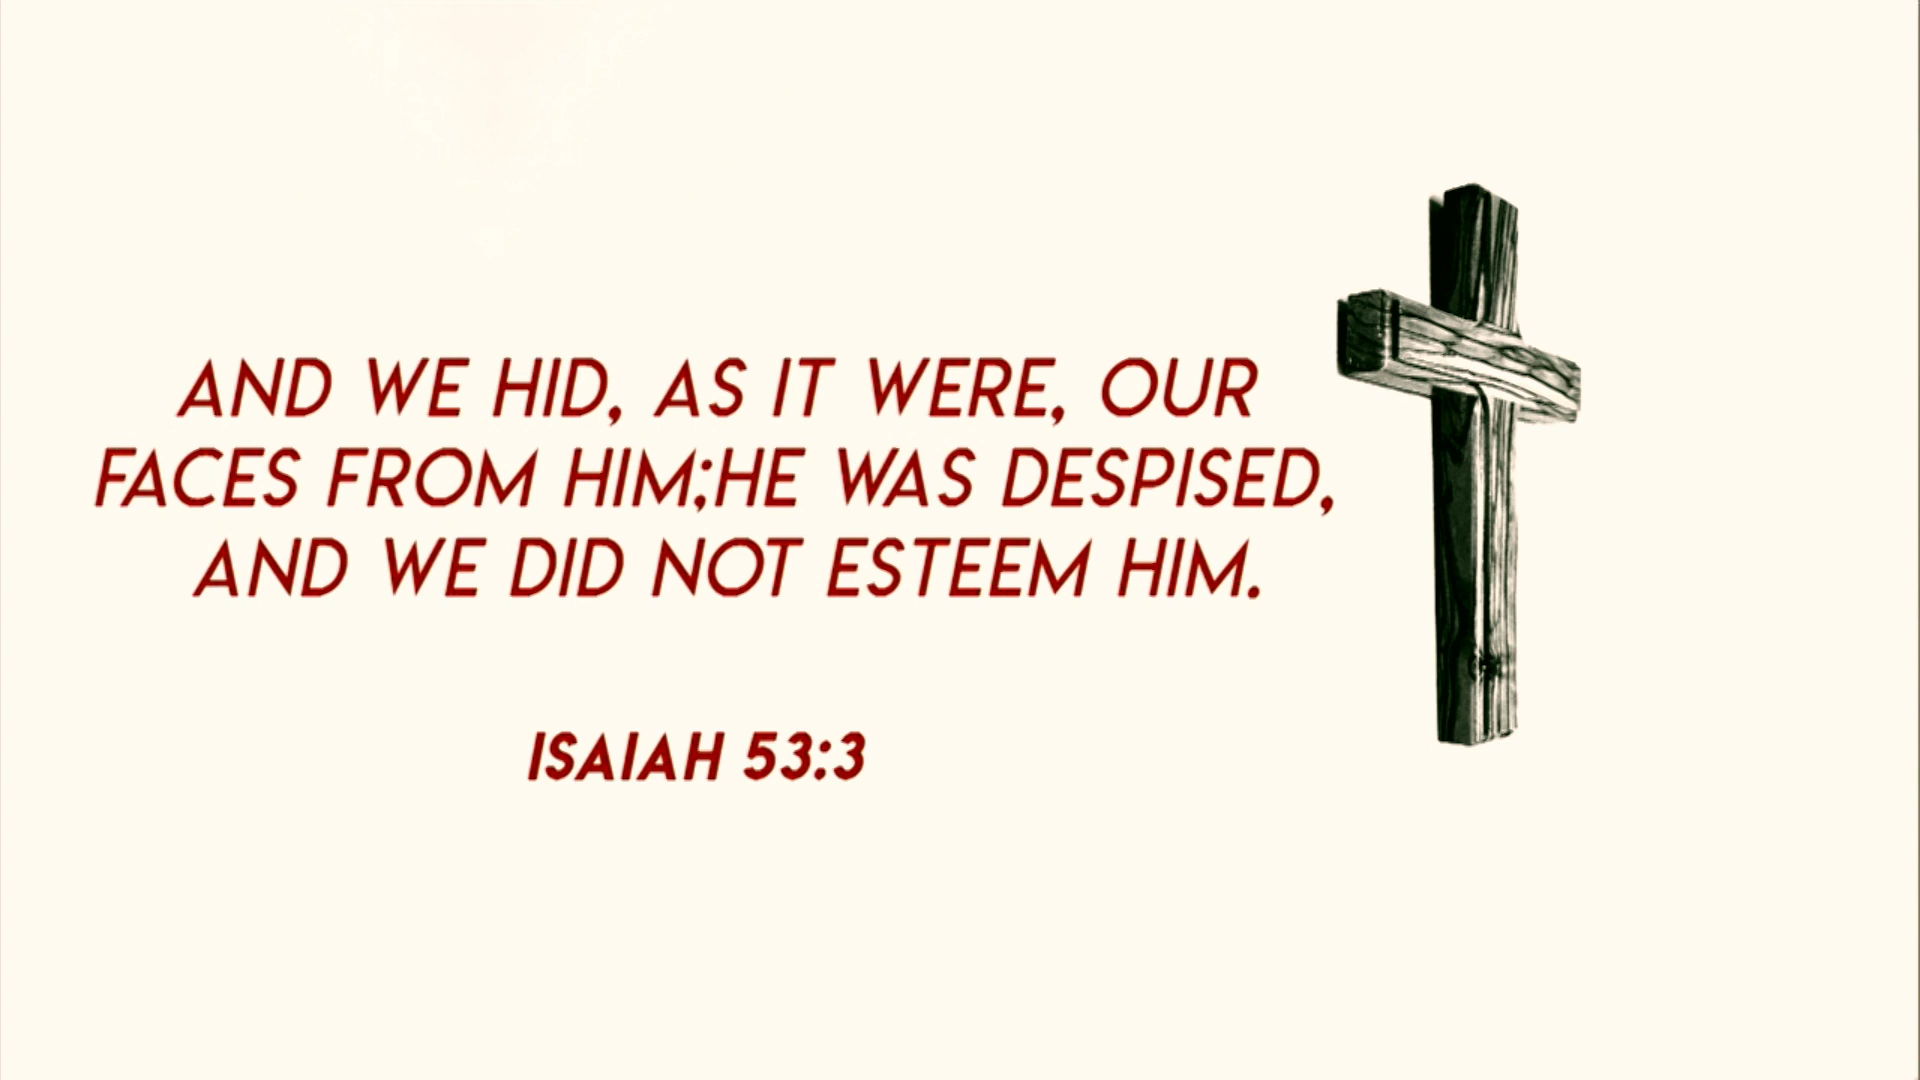 AND WE HID, AS IT WERE, OUR
FACES FROM HIM;HE WAS DESPISED,
AND WE DID NOT ESTEEM HIM.
ISAIAH 53:3